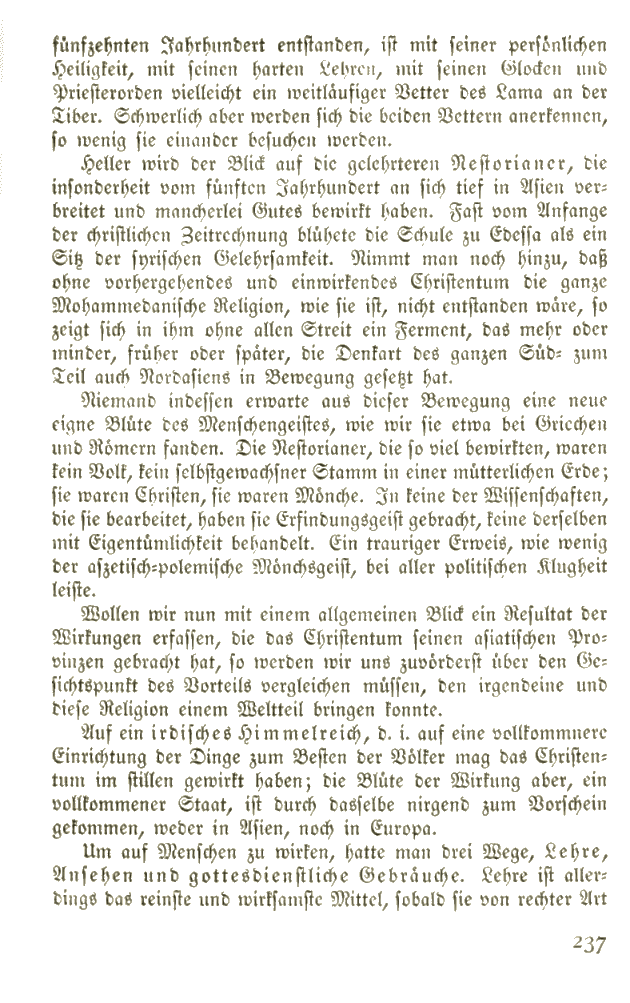 fünfzehnten Jahrhundert entstanden, ist mit seiner persönlichen
Heiligkeit, mit seinen harten Lehren, mit seinen Glocken und
Priesterorden vielleicht ein weitläufiger Vetter des Lama an der
Tiber. Schwerlich aber werden sich die beiden Vettern anerkennen,
so wenig sie einander besuchen werden.
Heller wird der Blick auf die gelehrteren Nestorianer, die
insonderheit vom fünften Jahrhundert an sich tief in Asien ver-
breitet und mancherlei Gutes bewirkt haben. Fast vom Anfange
der christlichen Zeitrechnung blühete die Schule zu Edessa als ein
Sitz der syrischen Gelehrsamkeit. Nimmt man noch hinzu, daß
ohne vorhergehendes und einwirkendes Christentum die ganze
Mohammedanische Religion, wie sie ist, nicht entstanden wäre, so
zeigt sich in ihm ohne allen Streit ein Ferment, das mehr oder
minder, früher oder später, die Denkart des ganzen Süd- zum
Teil auch Nordasiens in Bewegung gesetzt hat.
Niemand indessen erwarte aus dieser Bewegung eine neue
eigne Blüte des Menschengeistes, wie wir sie etwa bei Griechen
und Römern fanden. Die Nestorianer, die so viel bewirkten, waren
kein Volk, kein selbstgewachsner Stamm in einer mütterlichen Erde;
sie waren Christen, sie waren Mönche. In keine der Wissenschaften,
die sie bearbeitet, haben sie Erfindungsgeist gebracht, keine derselben
mit Eigentümlichkeit behandelt. Ein trauriger Erweis, wie wenig
der aszetisch-polemische Mönchsgeist, bei aller politischen Klugheit
leiste.
Wollen wir nun mit einem allgemeinen Blick ein Resultat der
Wirkungen erfassen, die das Christentum seinen asiatischen Pro-
vinzen gebracht hat, so werden wir uns zuvörderst über den Ge-
sichtspunkt des Vorteils vergleichen müssen, den irgendeine und
diese Religion einem Weltteil bringen konnte.
Auf ein irdisches Himmelreich, d. i. auf eine vollkommnere
Einrichtung der Dinge zum Besten der Völker mag das Christen-
tum im stillen gewirkt haben; die Blüte der Wirkung aber, ein
vollkommener Staat, ist durch dasselbe nirgend zum Vorschein
gekommen, weder in Asien, noch in Europa.
Um auf Menschen zu wirken, hatte man drei Wege, Lehre,
Ansehen und gottesdienstliche Gebräuche. Lehre ist aller-
dings das reinste und wirksamste Mittel, sobald sie von rechter Art
237